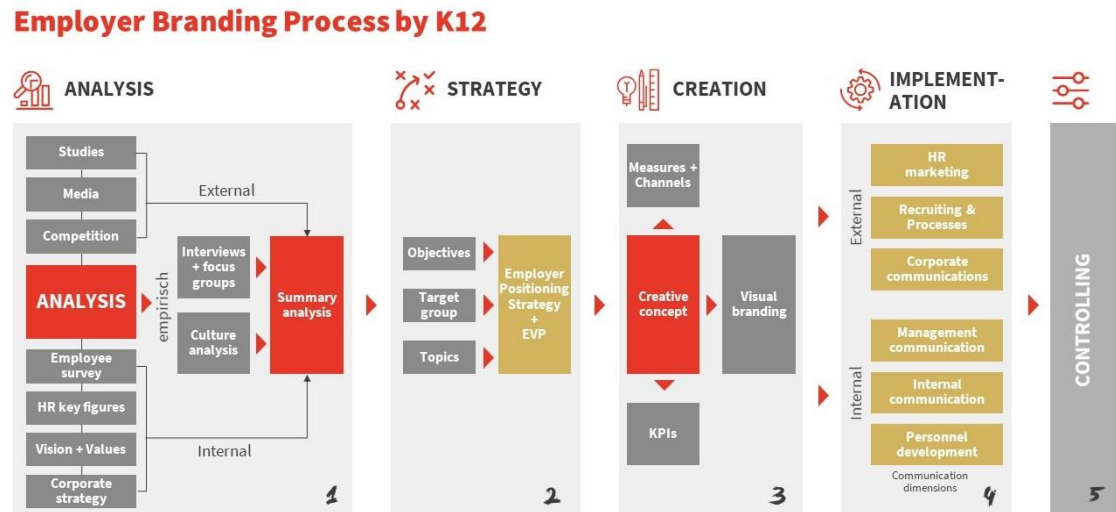 Employer Branding Process by K12
ANALYSIS
Studies
Media
Competition
ANALYSIS
Employee
survey
HR key figures
Vision + Values
Corporate
strategy
External
empirisch
Interviews
+ focus
groups
Culture
analysis
Summary
analysis
Internal
1
STRATEGY
Objectives
Target
group
Topics
Employer
Positioning
Strategy
+
EVP
2
CREATION
Measures +
Channels
Creative
concept
Visual
branding
KPIs
3
IMPLEMENT-
ATION
External
HR
marketing
Recruiting &
Processes
Corporate
communications
Internal
Management
communication
Internal
communication
Personnel
development
Communication
dimensions
4
CONTROLLING
5